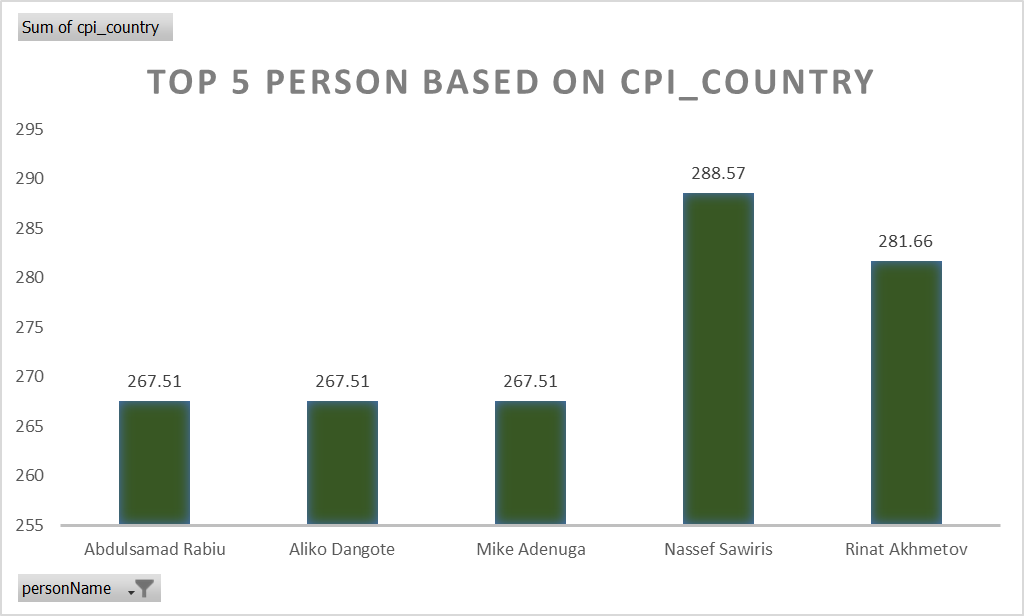 Sum of cpi_country
TOP 5 PERSON BASED ON CPI_COUNTRY
295
290
285
280
275
270
265
260
255
267.51
267.51
267.51
288.57
281.66
Abdulsamad Rabiu
Aliko Dangote
Mike Adenuga
Nassef Sawiris
Rinat Akhmetov
personName